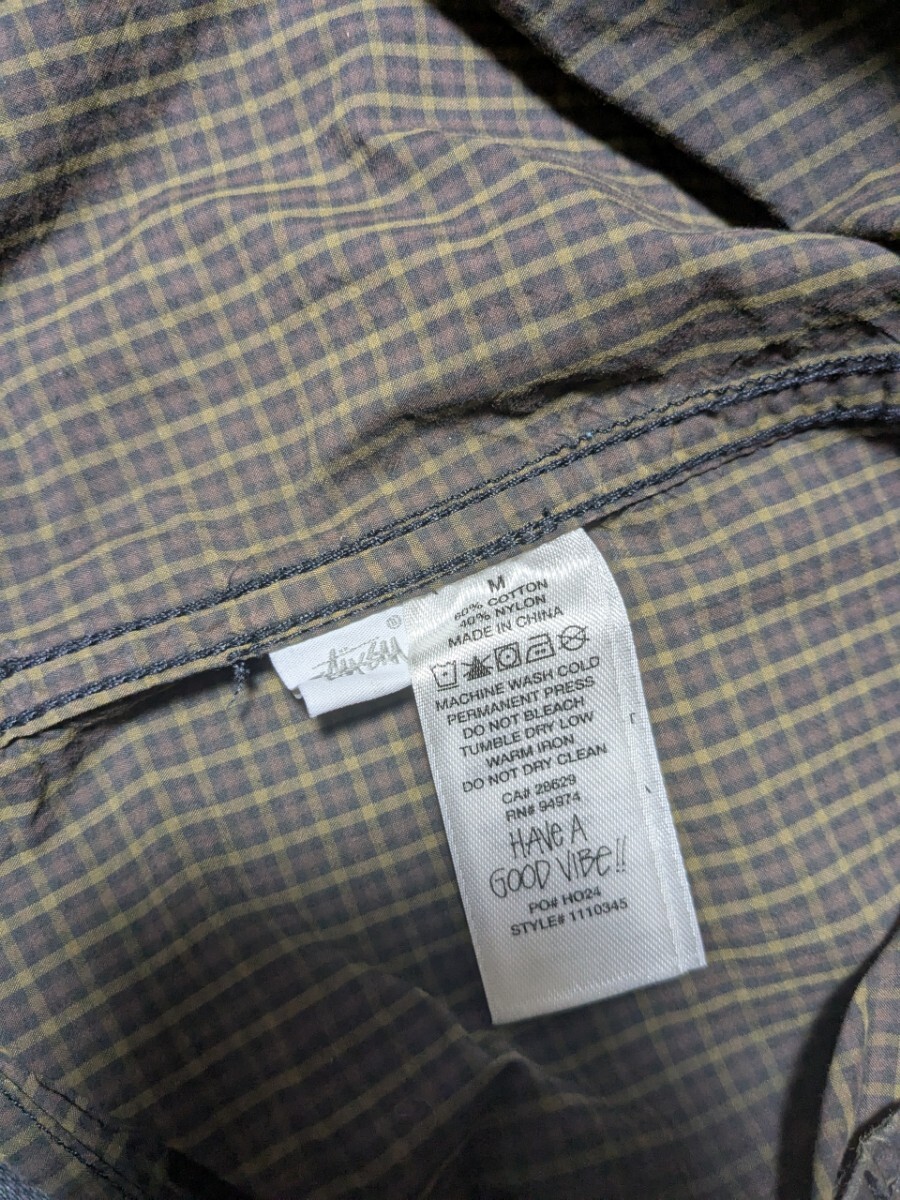 M
60% COTTON
40% NYLON
MADE IN CHINA
MACHINE WASH COLD
PERMANENT PRESS
DO NOT BLEACH
TUMBLE DRY LOW
WARM IRON
DO NOT DRY CLEAN
CA# 28629
RN# 94974
HAVE A
GOOD VIBE!!
PO# HO24
STYLE# 1110345
Stüssy ®